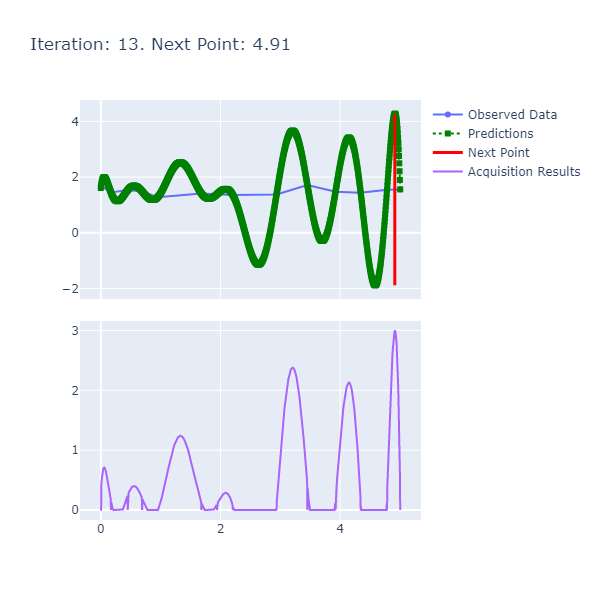 Iteration: 13. Next Point: 4.91
Observed Data
Predictions
Next Point
Acquisition Results
4
2
0
−2
3
2
1
0
0
2
4